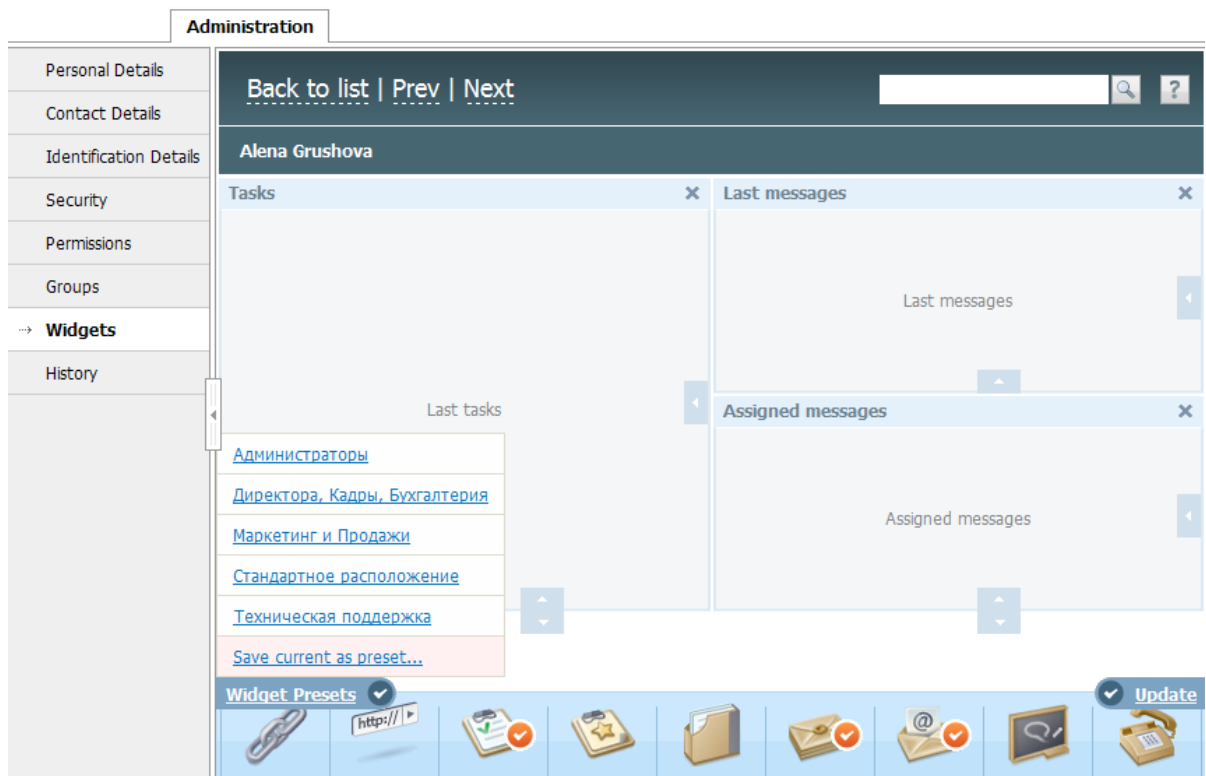 Administration
Personal Details
Contact Details
Identification Details
Security
Permissions
Groups
Widgets
History
Back to list | Prev | Next
?
Alena Grushova
Tasks
Last tasks
Last messages
Last messages
Assigned messages
Assigned messages
Администраторы
Директора, Кадры, Бухгалтерия
Маркетинг и Продажи
Стандартное расположение
Техническая поддержка
Save current as preset...
Widget Presets
Update
http://
@